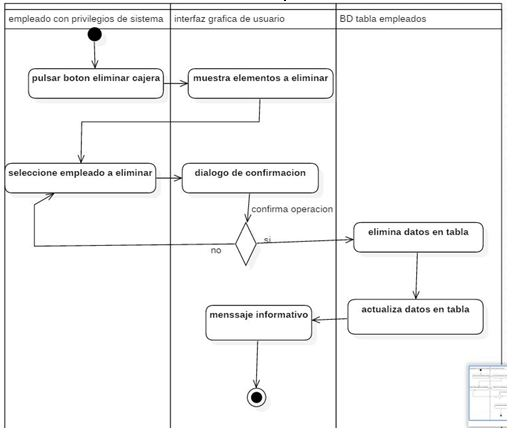 empleado con privilegios de sistema
interfaz grafica de usuario
BD tabla empleados
pulsar boton eliminar cajera
muestra elementos a eliminar
seleccione empleado a eliminar
dialogo de confirmacion
confirma operacion
si
no
elimina datos en tabla
actualiza datos en tabla
menssaje informativo